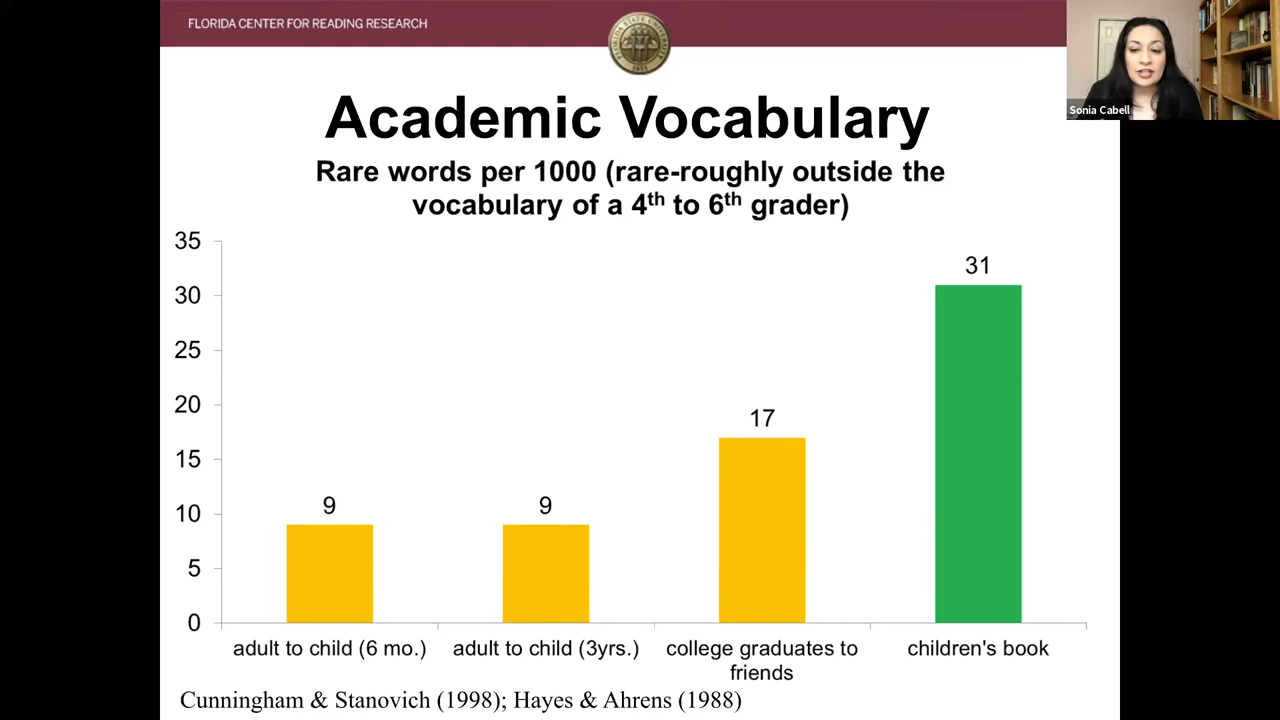 FLORIDA CENTER FOR READING RESEARCH
Sonia Cabell
Academic Vocabulary
Rare words per 1000 (rare-roughly outside the
vocabulary of a 4th to 6th grader)
35
30
25
20
15
10
5
0
9
9
17
31
adult to child (6 mo.)
adult to child (3yrs.)
college graduates to
friends
children's book
Cunningham & Stanovich (1998); Hayes & Ahrens (1988)